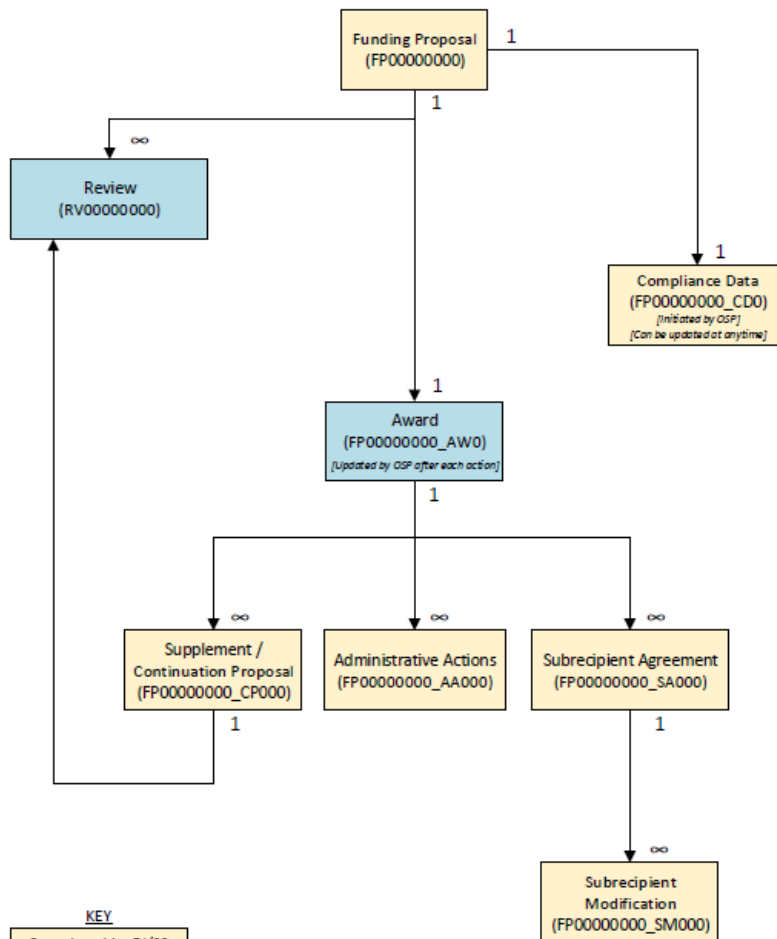 Funding Proposal
(FP00000000)
1
1
∞
Review
(RV00000000)
1
Compliance Data
(FP00000000_CD0)
[Initiated by OSP]
[Can be updated at anytime]
1
Award
(FP00000000_AW0)
[Updated by OSP after each action]
1
∞
∞
∞
Supplement /
Continuation Proposal
(FP00000000_CP000)
Administrative Actions
(FP00000000_AA000)
Subrecipient Agreement
(FP00000000_SA000)
1
1
∞
Subrecipient
Modification
(FP00000000_SM000)
KEY